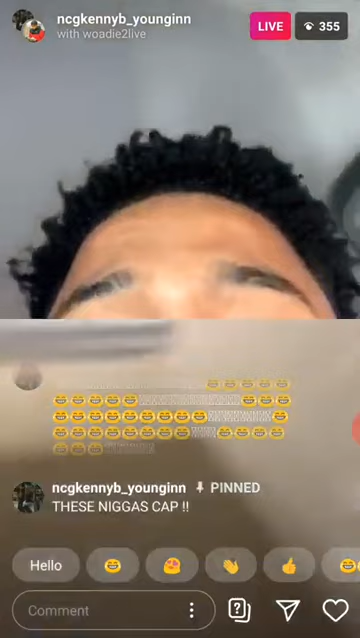 ncgkennyb_younginn
LIVE
355
with woadie2live
ncgkennyb_younginn PINNED
THESE NIGGAS CAP !!
Hello
Comment